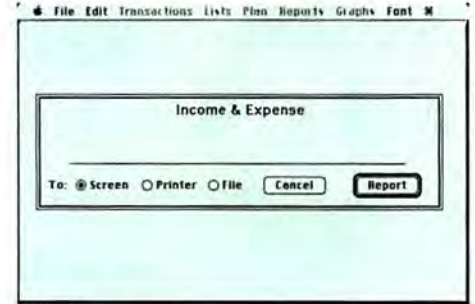 File Edit Transactions Lists Plan Reports Graphs Font ⌘
Income & Expense
To: Screen Printer File Cancel Report